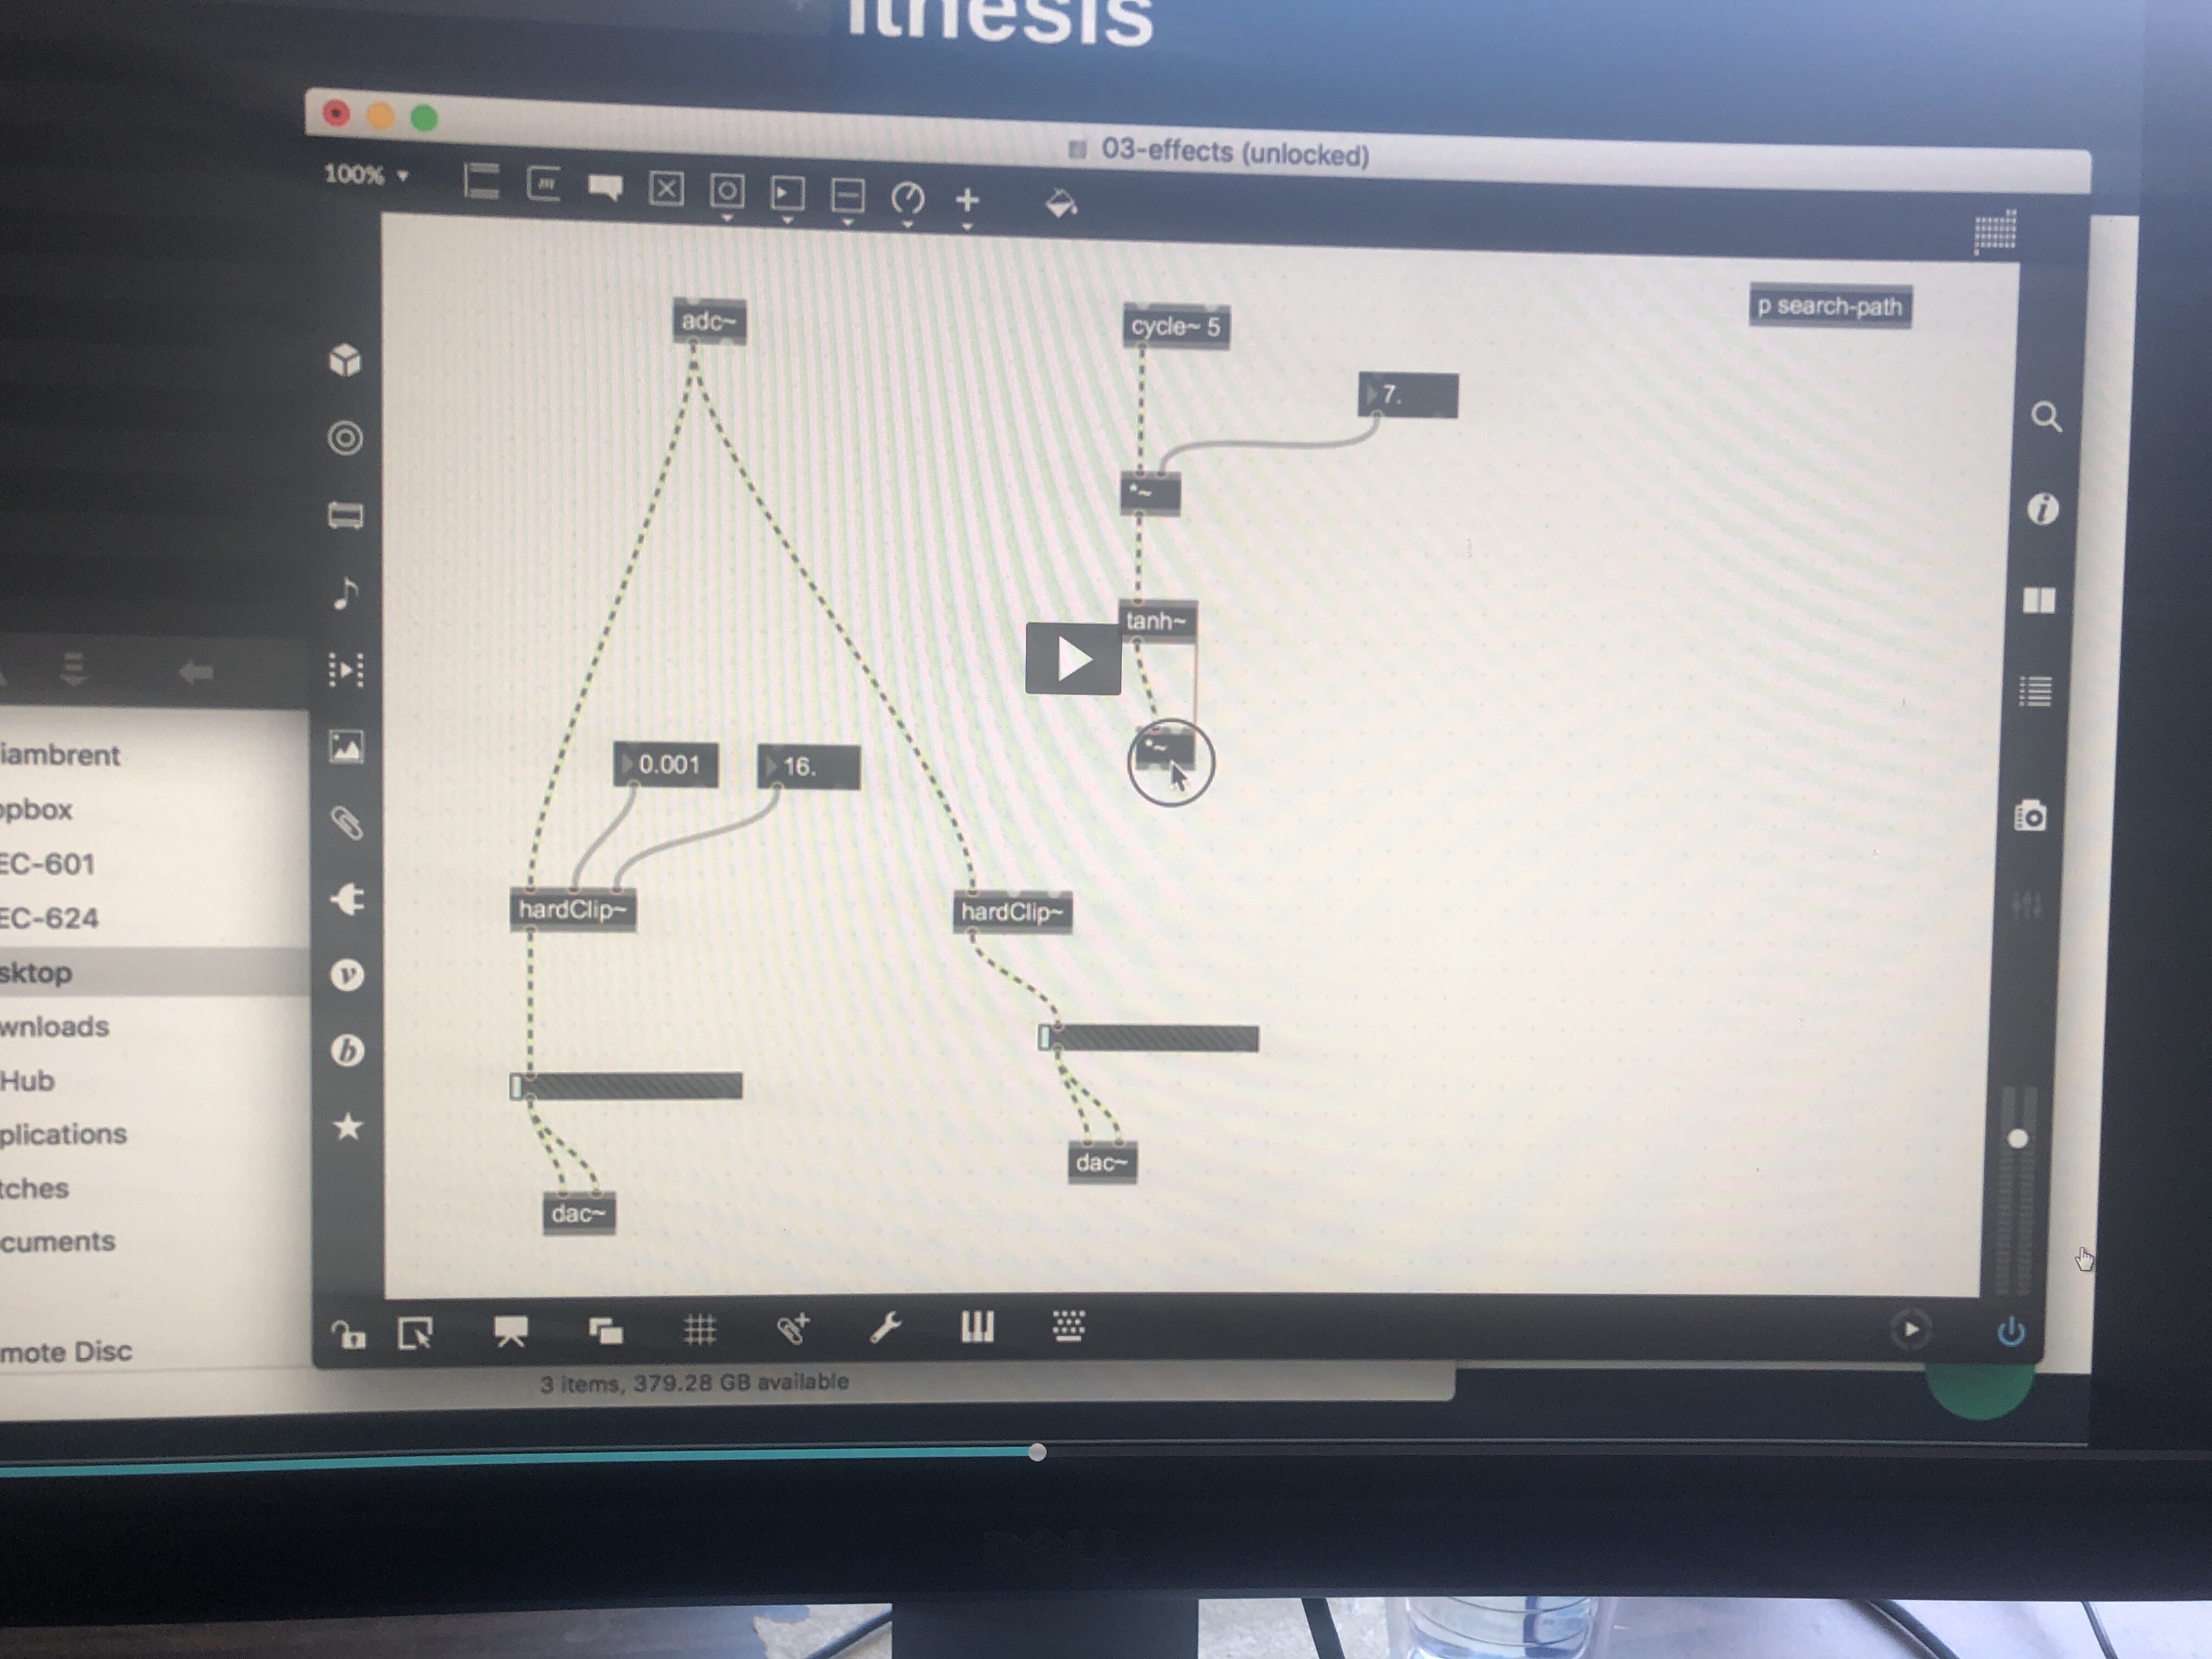 ithesis
03-effects (unlocked)
100%
m
adc~
cycle~ 5
p search-path
7.
*~
tanh~
*~
0.001
16.
hardClip~
hardClip~
dac~
dac~
iambrent
opbox
EC-601
EC-624
sktop
wnloads
Hub
plications
tches
cuments
mote Disc
3 items, 379.28 GB available